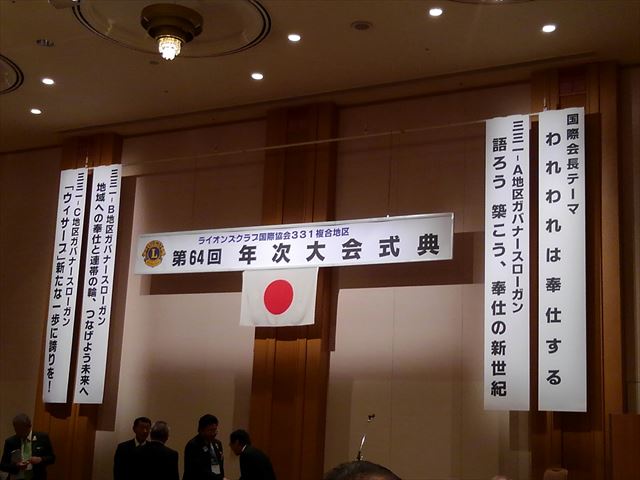 国際会長テーマ
われわれは奉仕する
三三一-A地区ガバナースローガン
語ろう 築こう、奉仕の新世紀
ライオンズクラブ国際協会331複合地区
第64回 年次大会式典
三三一-B地区ガバナースローガン
地域への奉仕と連帯の輪、つなげよう未来へ
三三一-C地区ガバナースローガン
「ウィサーブ」新たな一歩に誇りを!
L